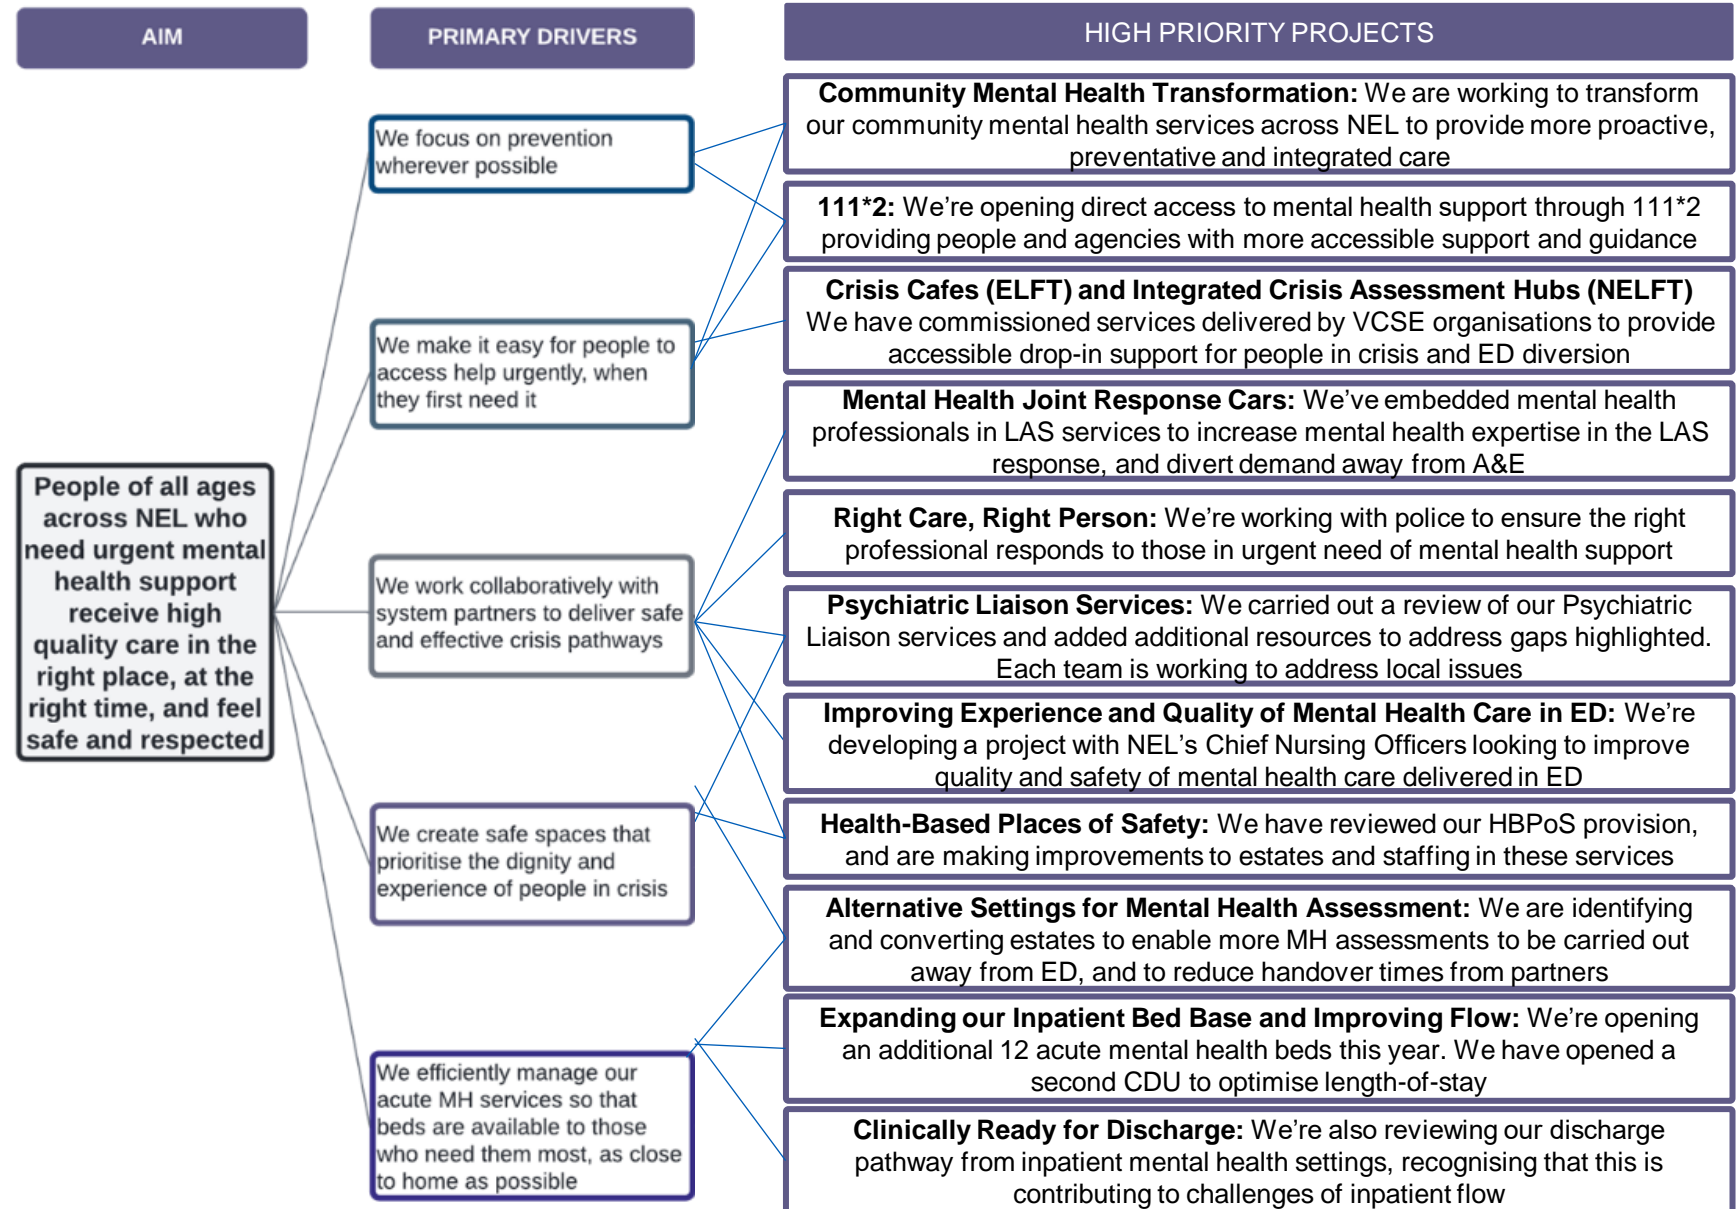 AIM
PRIMARY DRIVERS
HIGH PRIORITY PROJECTS
People of all ages
across NEL who
need urgent mental
health support
receive high
quality care in the
right place, at the
right time, and feel
safe and respected
We focus on prevention
wherever possible
We make it easy for people to
access help urgently, when
they first need it
We work collaboratively with
system partners to deliver safe
and effective crisis pathways
We create safe spaces that
prioritise the dignity and
experience of people in crisis
We efficiently manage our
acute MH services so that
beds are available to those
who need them most, as close
to home as possible
Community Mental Health Transformation: We are working to transform
our community mental health services across NEL to provide more proactive,
preventative and integrated care
111*2: We’re opening direct access to mental health support through 111*2
providing people and agencies with more accessible support and guidance
Crisis Cafes (ELFT) and Integrated Crisis Assessment Hubs (NELFT)
We have commissioned services delivered by VCSE organisations to provide
accessible drop-in support for people in crisis and ED diversion
Mental Health Joint Response Cars: We’ve embedded mental health
professionals in LAS services to increase mental health expertise in the LAS
response, and divert demand away from A&E
Right Care, Right Person: We’re working with police to ensure the right
professional responds to those in urgent need of mental health support
Psychiatric Liaison Services: We carried out a review of our Psychiatric
Liaison services and added additional resources to address gaps highlighted.
Each team is working to address local issues
Improving Experience and Quality of Mental Health Care in ED: We’re
developing a project with NEL’s Chief Nursing Officers looking to improve
quality and safety of mental health care delivered in ED
Health-Based Places of Safety: We have reviewed our HBPoS provision,
and are making improvements to estates and staffing in these services
Alternative Settings for Mental Health Assessment: We are identifying
and converting estates to enable more MH assessments to be carried out
away from ED, and to reduce handover times from partners
Expanding our Inpatient Bed Base and Improving Flow: We’re opening
an additional 12 acute mental health beds this year. We have opened a
second CDU to optimise length-of-stay
Clinically Ready for Discharge: We’re also reviewing our discharge
pathway from inpatient mental health settings, recognising that this is
contributing to challenges of inpatient flow